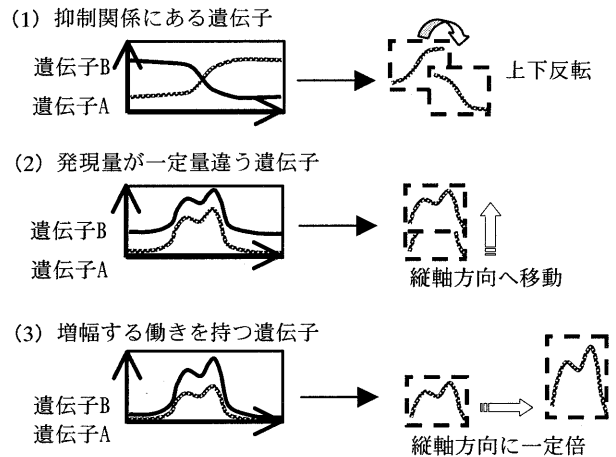 (1) 抑制関係にある遺伝子
遺伝子B
遺伝子A
上下反転
(2) 発現量が一定量違う遺伝子
遺伝子B
遺伝子A
縦軸方向へ移動
(3) 増幅する働きを持つ遺伝子
遺伝子B
遺伝子A
縦軸方向に一定倍